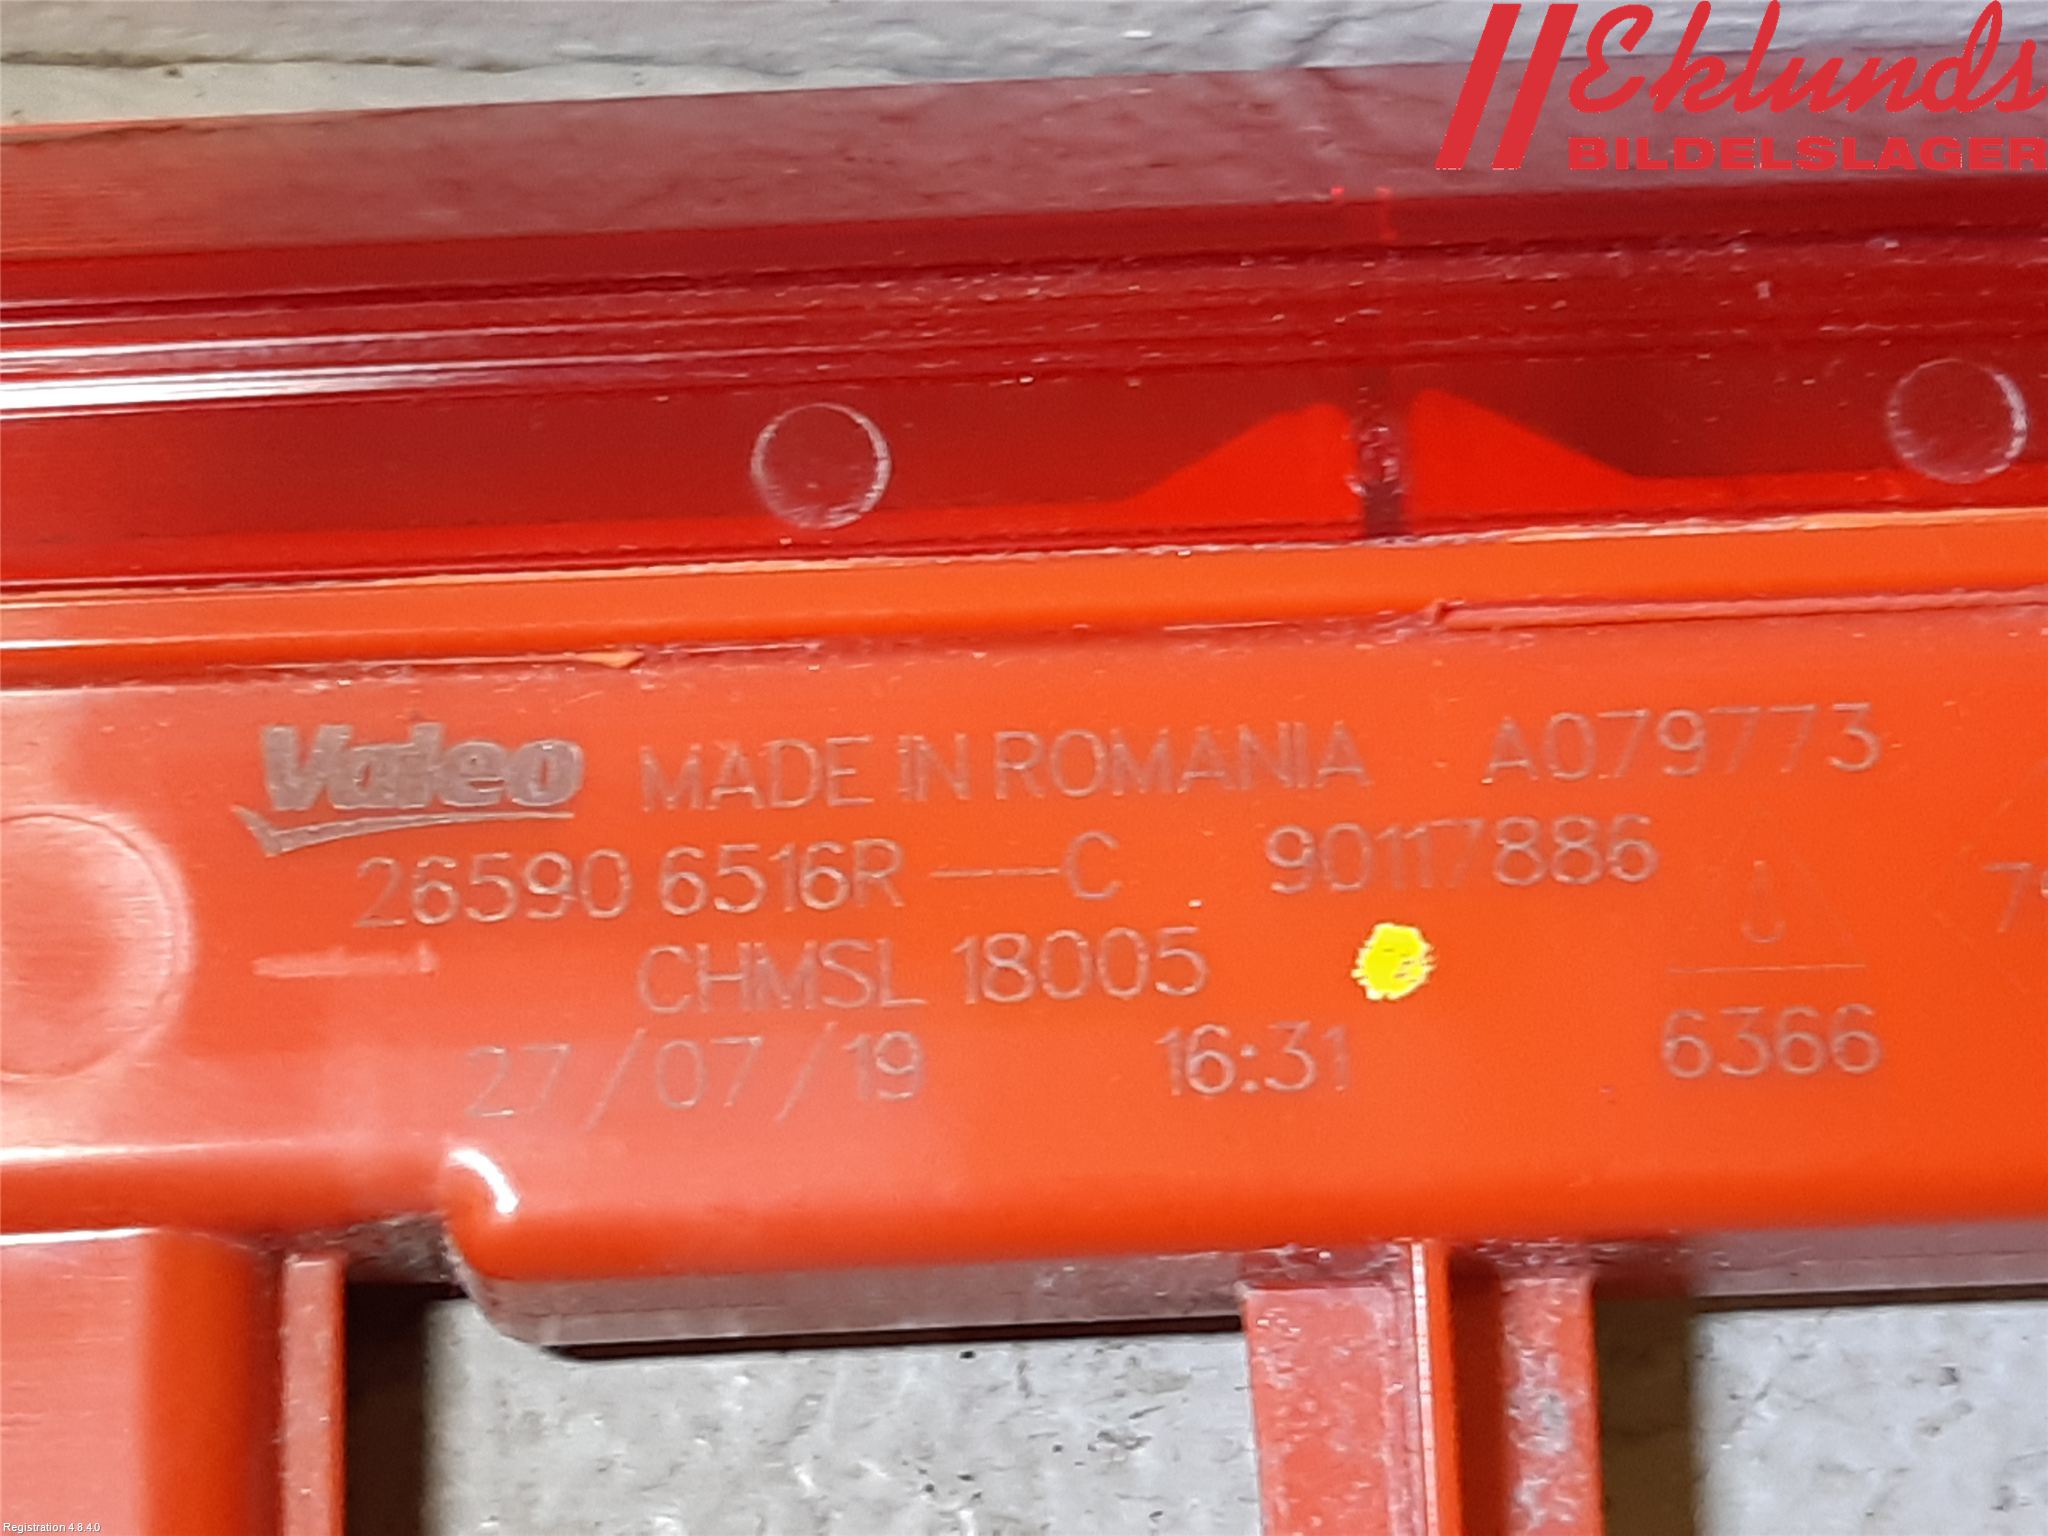 Eklunds
BILDELSLAGER
Valeo MADE IN ROMANIA A079773
26590 6516R ——C 90117886
CHMSL 18005
27/07/19 16:31 6366
Registration 4.8.4.0